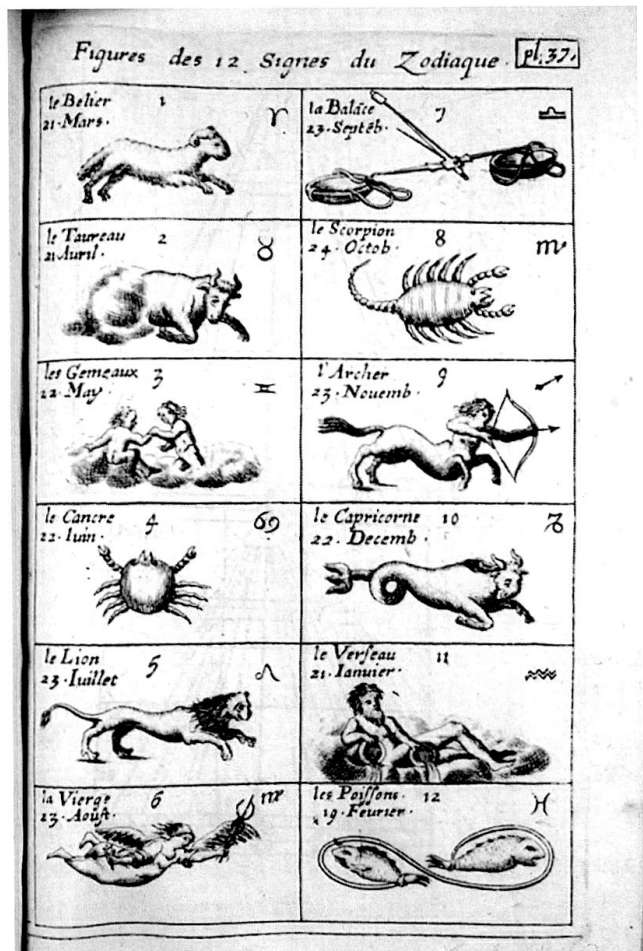 Figures des 12 Signes du Zodiaque. pl. 37.
le Belier 1 ♈
21. Mars.
la Balāce 7 ♎
23. Septēb.
le Taureau 2 ♉
21 Auril.
le Scorpion 8 ♏
24. Octob.
les Gemeaux 3 ♊
22. May.
l'Archer 9 ♐
23. Nouemb.
le Cancre 4 ♋
22. Iuin.
le Capricorne 10 ♑
22. Decemb.
le Lion 5 ♌
23. Iuillet
le Verseau 11 ♒
21. Ianuier.
la Vierge 6 ♍
23. Aoust.
les Poiſſons. 12 ♓
19. Féurier.